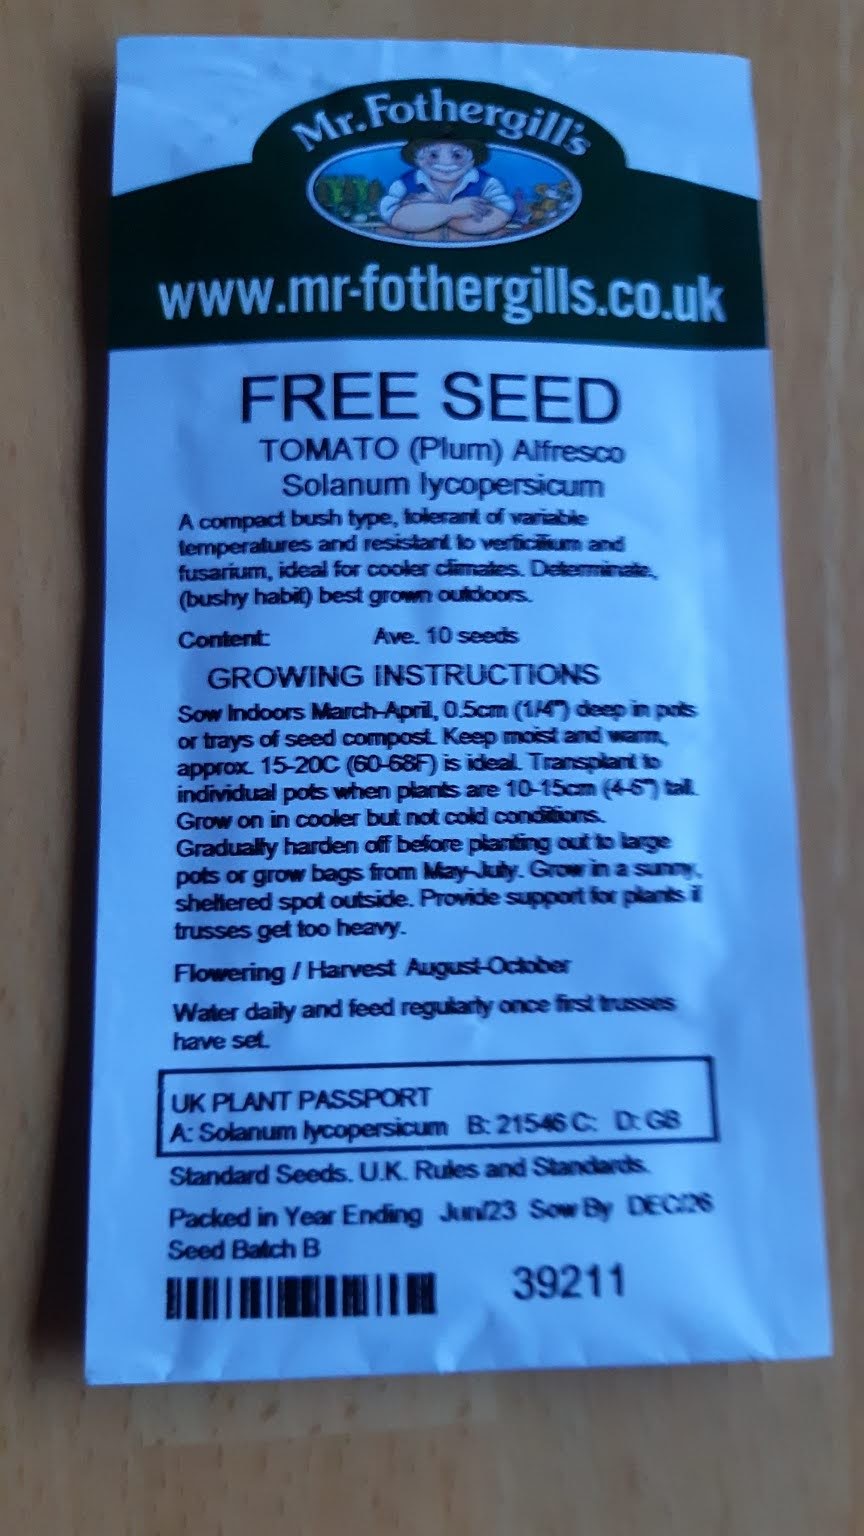 Mr. Fothergill's
www.mr-fothergills.co.uk
FREE SEED
TOMATO (Plum) Alfresco
Solanum lycopersicum
A compact bush type, tolerant of variable
temperatures and resistant to verticillium and
fusarium, ideal for cooler climates. Determinate,
(bushy habit) best grown outdoors.
Content: Ave. 10 seeds
GROWING INSTRUCTIONS
Sow Indoors March-April, 0.5cm (1/4") deep in pots
or trays of seed compost. Keep moist and warm,
approx. 15-20C (60-68F) is ideal. Transplant to
individual pots when plants are 10-15cm (4-6") tall.
Grow on in cooler but not cold conditions.
Gradually harden off before planting out to large
pots or grow bags from May-July. Grow in a sunny,
sheltered spot outside. Provide support for plants if
trusses get too heavy.
Flowering / Harvest August-October
Water daily and feed regularly once first trusses
have set.
UK PLANT PASSPORT
A: Solanum lycopersicum B: 21546 C: D: GB
Standard Seeds. U.K. Rules and Standards.
Packed in Year Ending Jun/23 Sow By DEC/26
Seed Batch B
39211